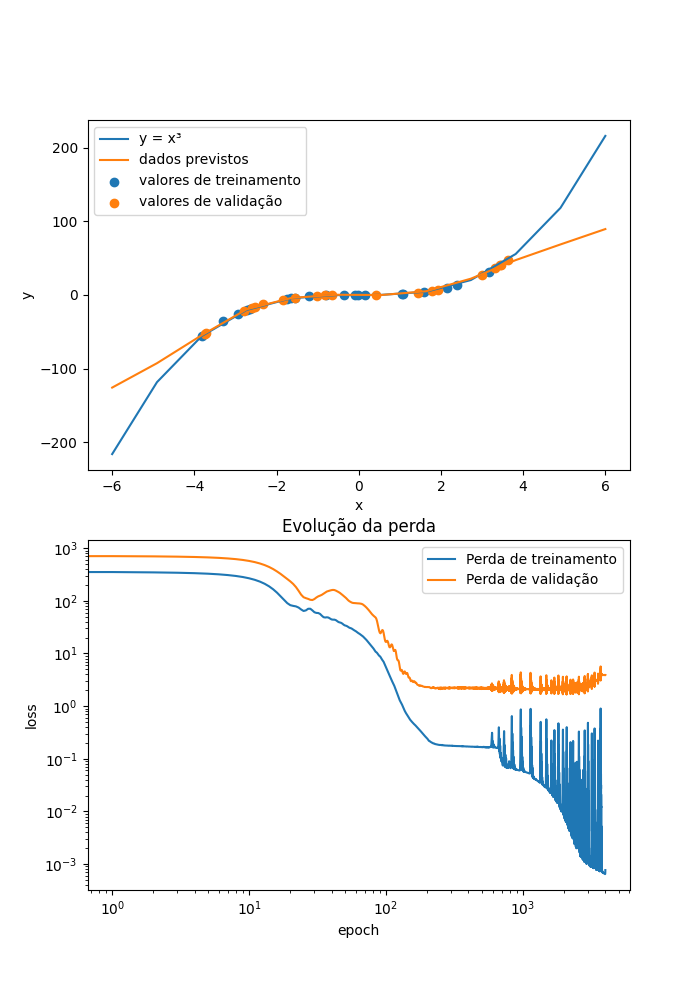 y = x³
dados previstos
valores de treinamento
valores de validação
200
100
0
−100
−200
y
−6
−4
−2
0
2
4
6
x
Evolução da perda
Perda de treinamento
Perda de validação
10³
10²
10¹
10⁰
10⁻¹
10⁻²
10⁻³
loss
10⁰
10¹
10²
10³
epoch